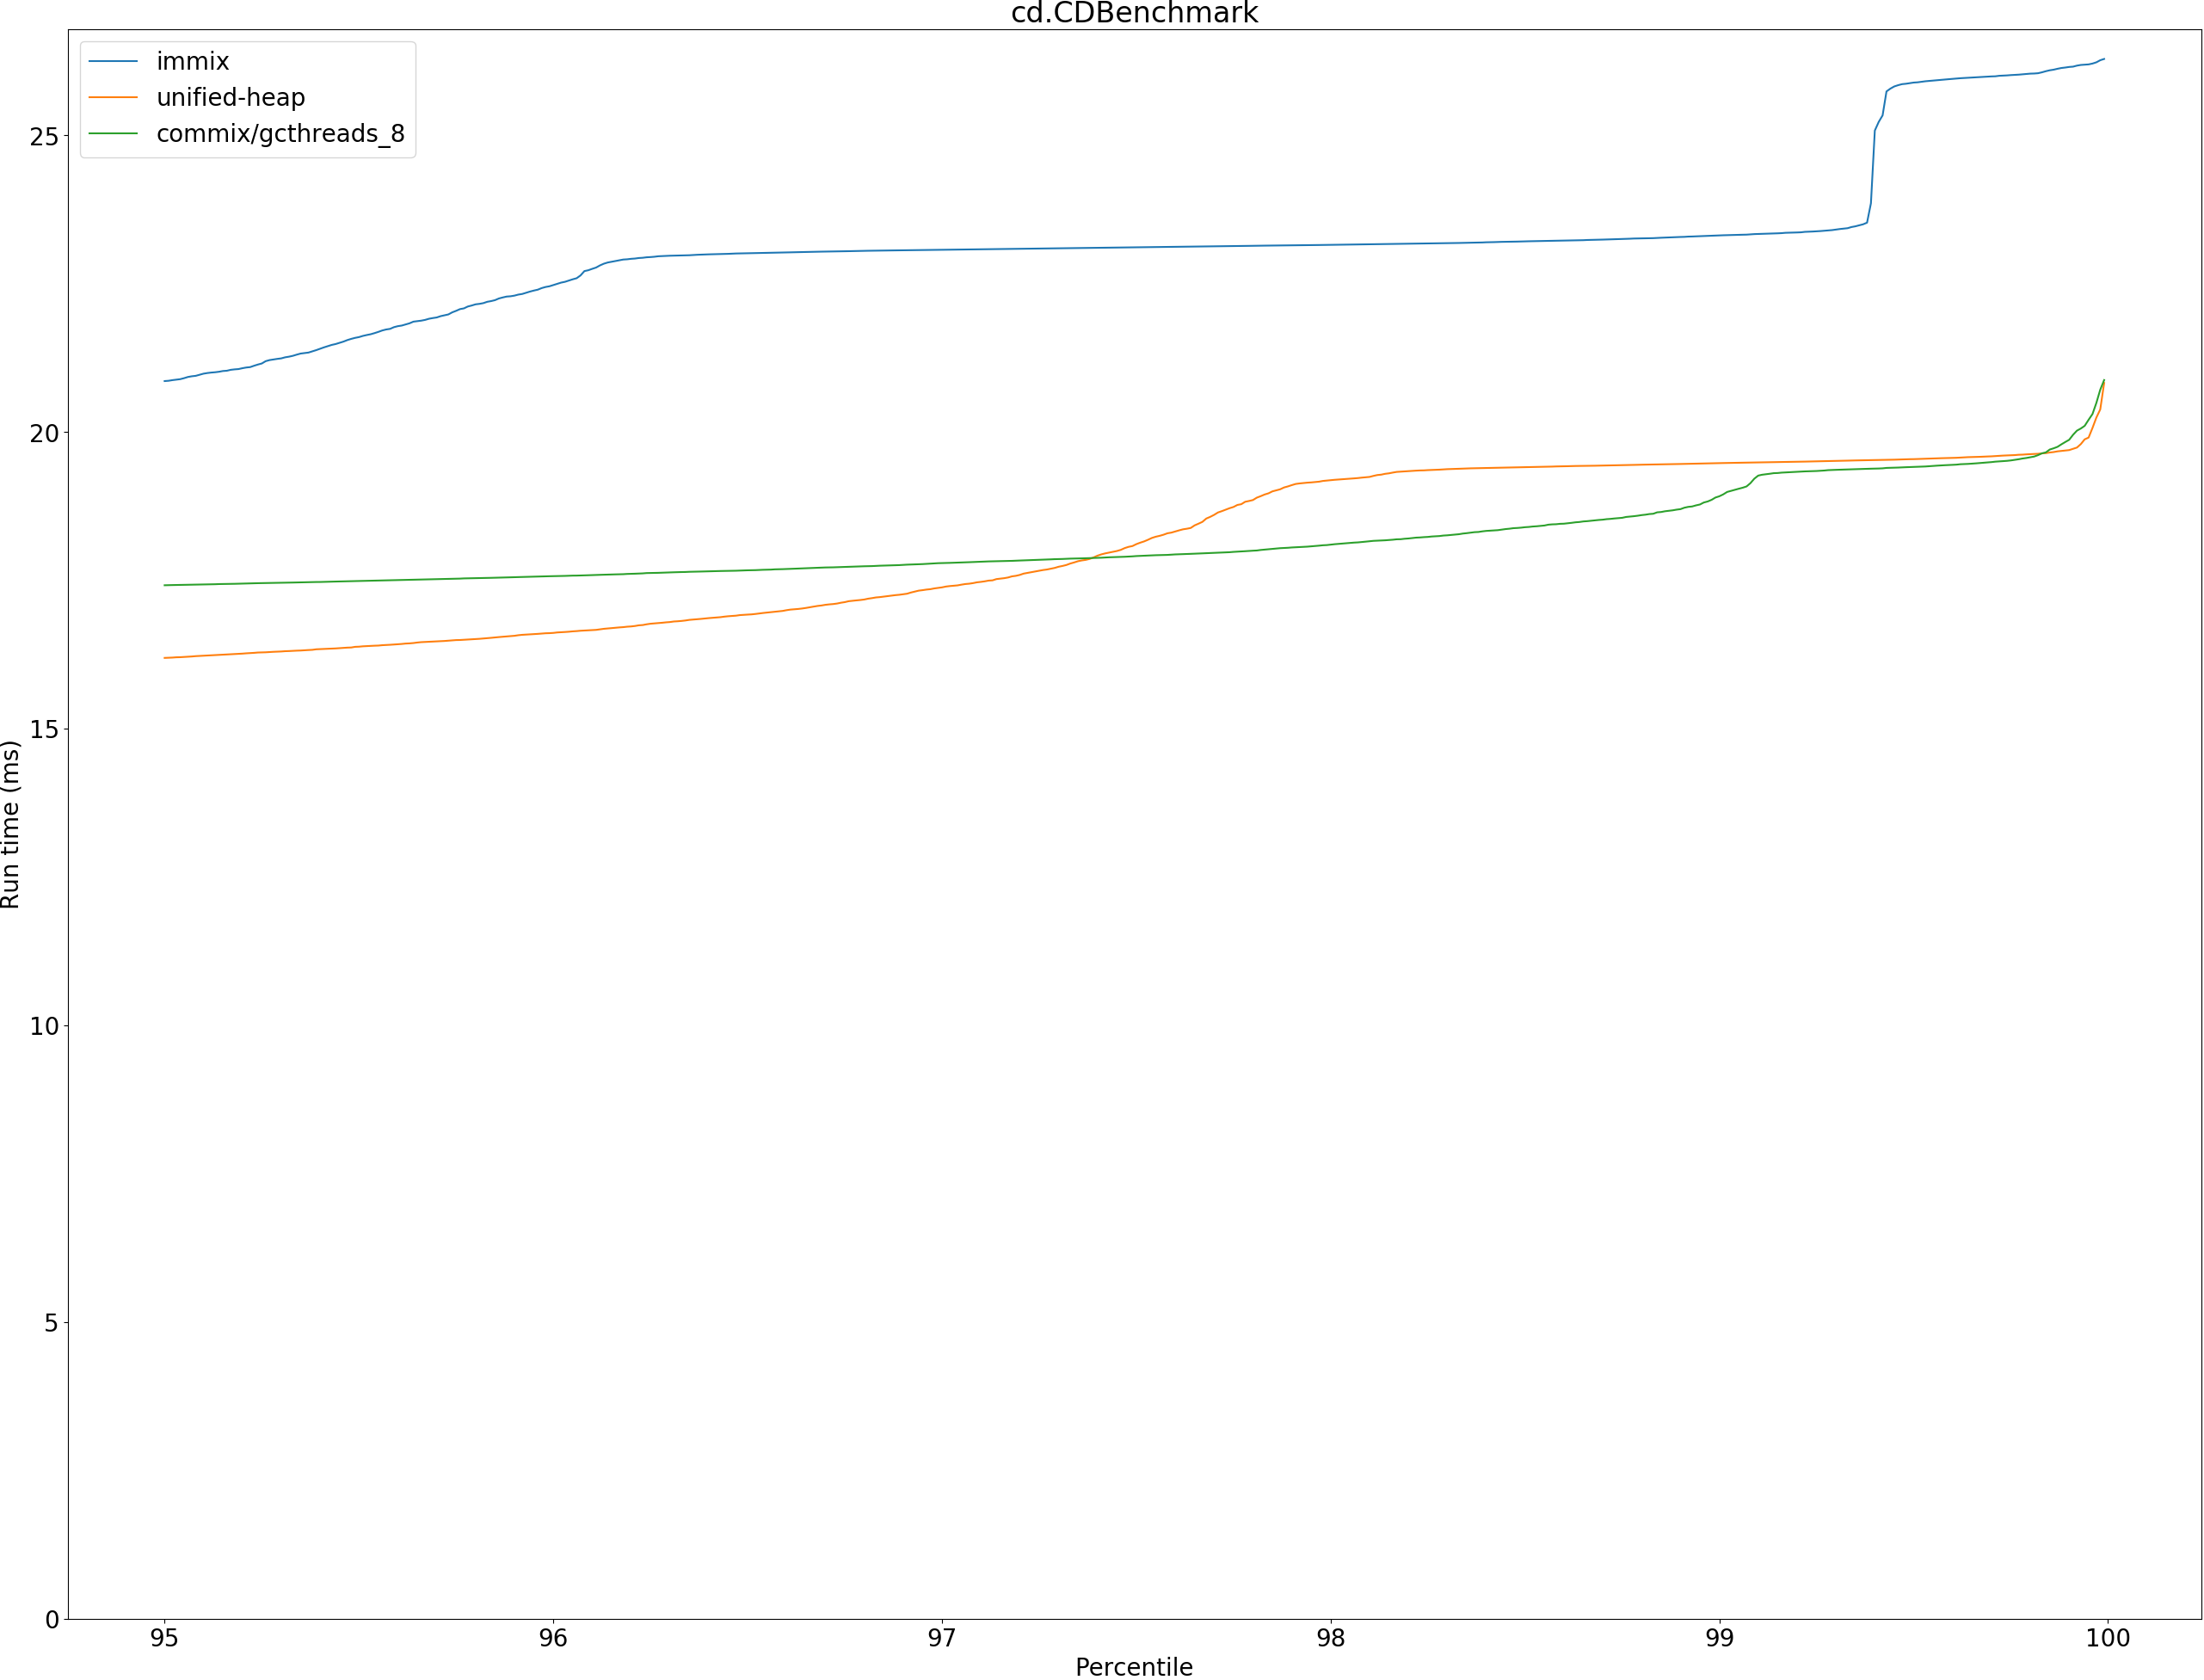 cd.CDBenchmark
immix
unified-heap
commix/gcthreads_8
25
20
15
10
5
0
Run time (ms)
95 96 97 98 99 100
Percentile